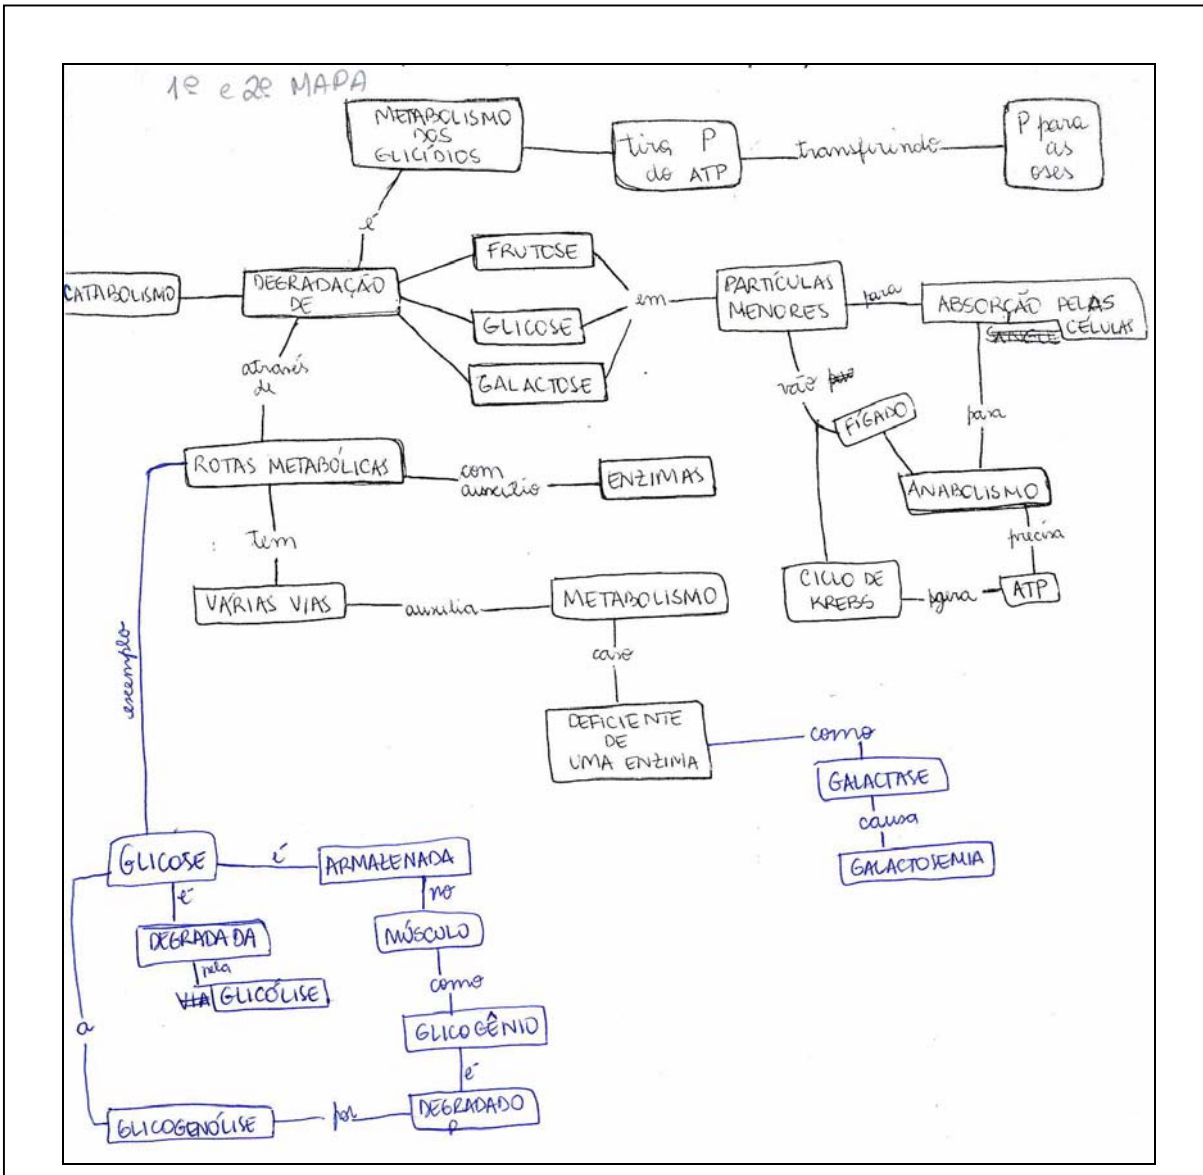 1º e 2º MAPA
METABOLISMO
DOS
GLICÍDIOS
tira P
do ATP
transferindo
P para
as
oses
é
CATABOLISMO
DEGRADAÇÃO
DE
FRUTOSE
GLICOSE
GALACTOSE
em
PARTÍCULAS
MENORES
para
ABSORÇÃO PELAS
CÉLULAS
através
de
vão
FÍGADO
para
ROTAS METABÓLICAS
com
auxílio
ENZIMAS
ANABOLISMO
tem
precisa
VÁRIAS VIAS
auxilia
METABOLISMO
CICLO DE
KREBS
gera
ATP
exemplo
caso
DEFICIENTE
DE
UMA ENZIMA
como
GALACTASE
causa
GALACTOSEMIA
GLICOSE
é
ARMAZENADA
é
no
DEGRADADA
MÚSCULO
pela
VIA GLICÓLISE
como
a
GLICOGÊNIO
é
GLICOGENÓLISE
por
DEGRADADO